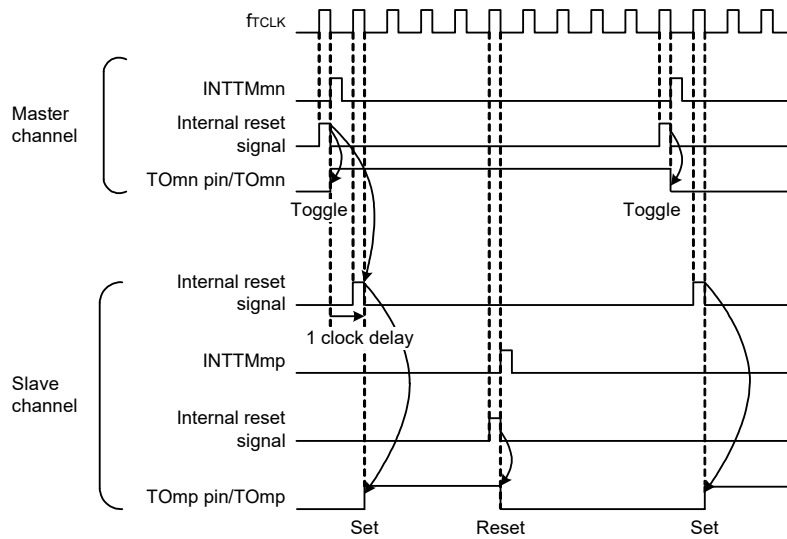 fTCLK
Master
channel
INTTMmn
Internal reset
signal
TOmn pin/TOmn
Toggle
Toggle
Slave
channel
Internal reset
signal
1 clock delay
INTTMmp
Internal reset
signal
TOmp pin/TOmp
Set
Reset
Set